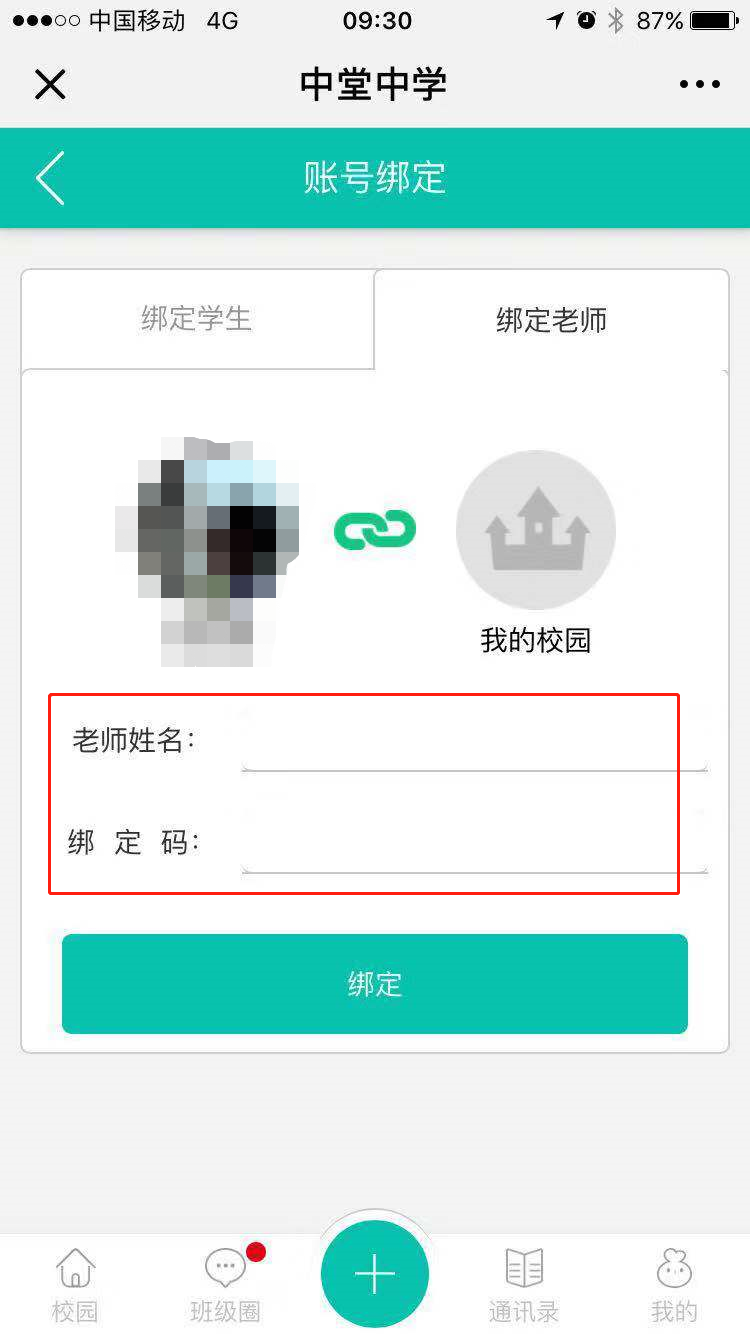 中国移动 4G 09:30 87%
中堂中学
账号绑定
绑定学生 绑定老师
我的校园
老师姓名：
绑 定 码：
绑定
校园 班级圈 通讯录 我的